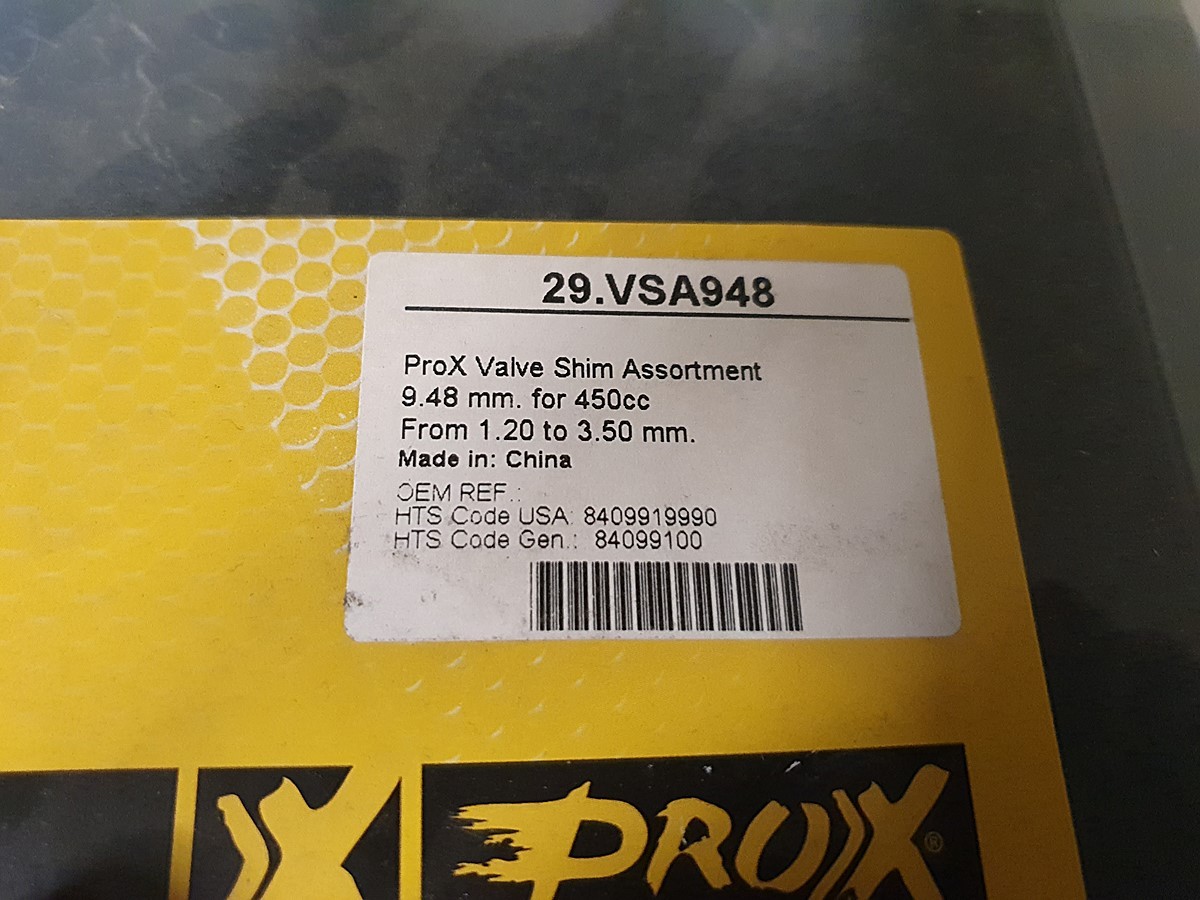 29.VSA948
ProX Valve Shim Assortment
9.48 mm. for 450cc
From 1.20 to 3.50 mm.
Made in: China
OEM REF.:
HTS Code USA: 8409919990
HTS Code Gen.: 84099100
X
PROX®